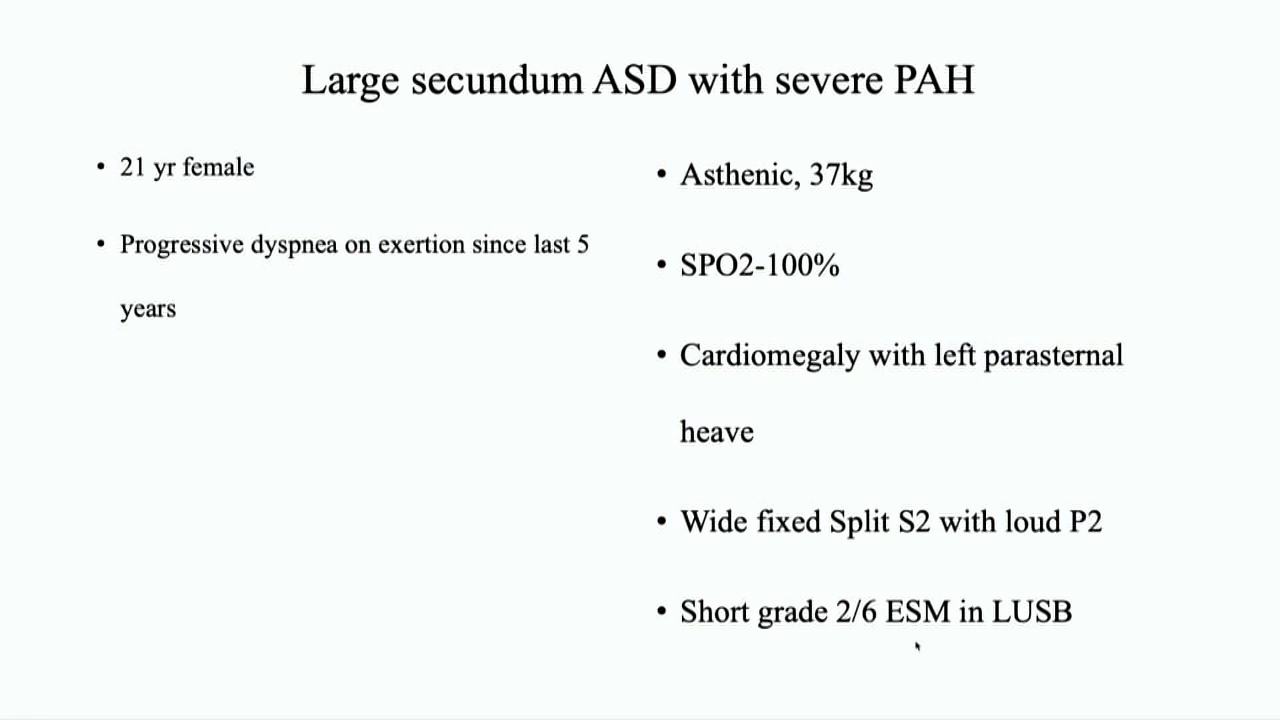 Large secundum ASD with severe PAH
• 21 yr female
• Progressive dyspnea on exertion since last 5
years
• Asthenic, 37kg
• SPO2-100%
• Cardiomegaly with left parasternal
heave
• Wide fixed Split S2 with loud P2
• Short grade 2/6 ESM in LUSB